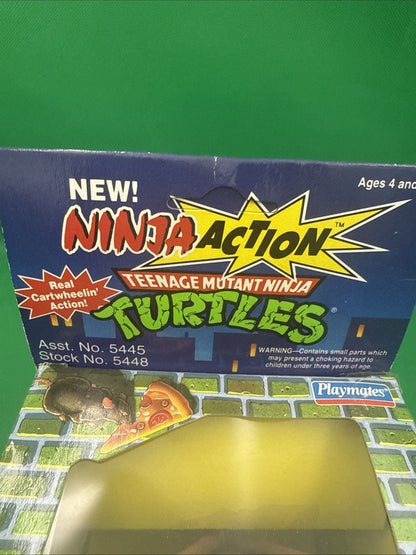 NEW!
Ages 4 and
NINJA ACTION™
Real
Cartwheelin'
Action!
TEENAGE MUTANT NINJA
TURTLES®
Asst. No. 5445
Stock No. 5448
WARNING—Contains small parts which
may present a choking hazard to
children under three years of age.
Playmates®